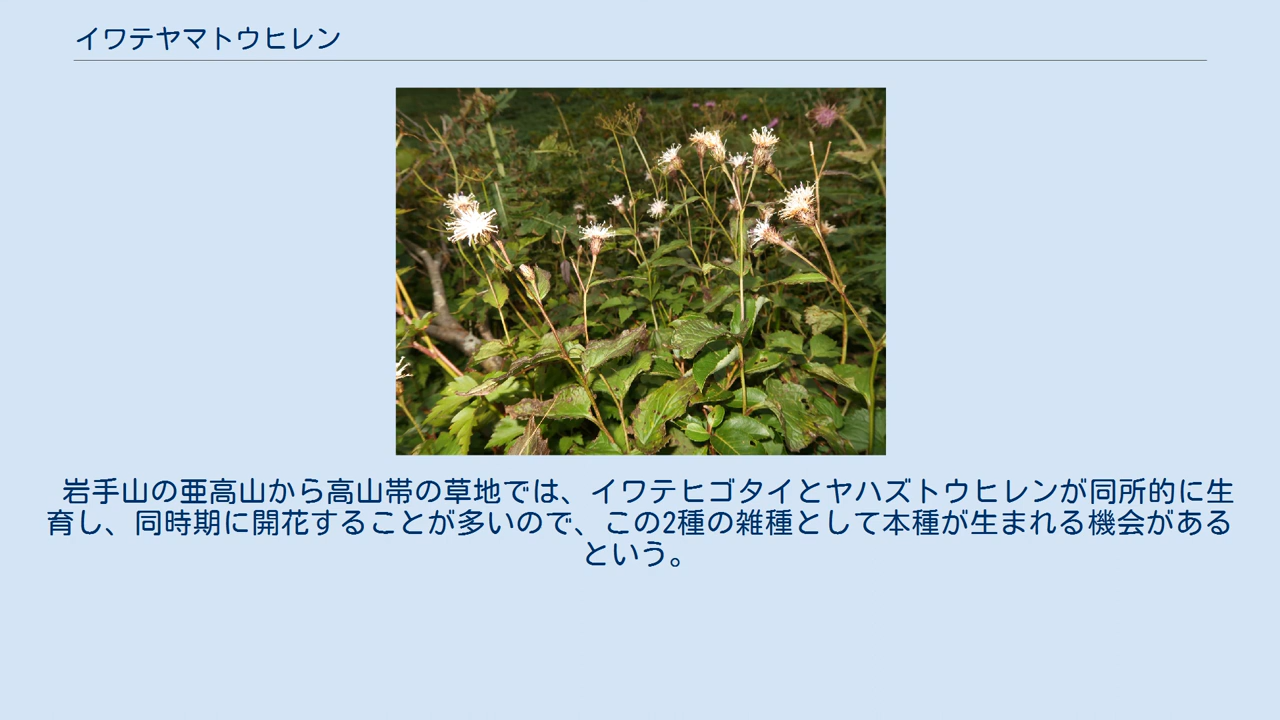 イワテヤマトウヒレン
岩手山の亜高山から高山帯の草地では、イワテヒゴタイとヤハズトウヒレンが同所的に生
育し、同時期に開花することが多いので、この2種の雑種として本種が生まれる機会がある
という。